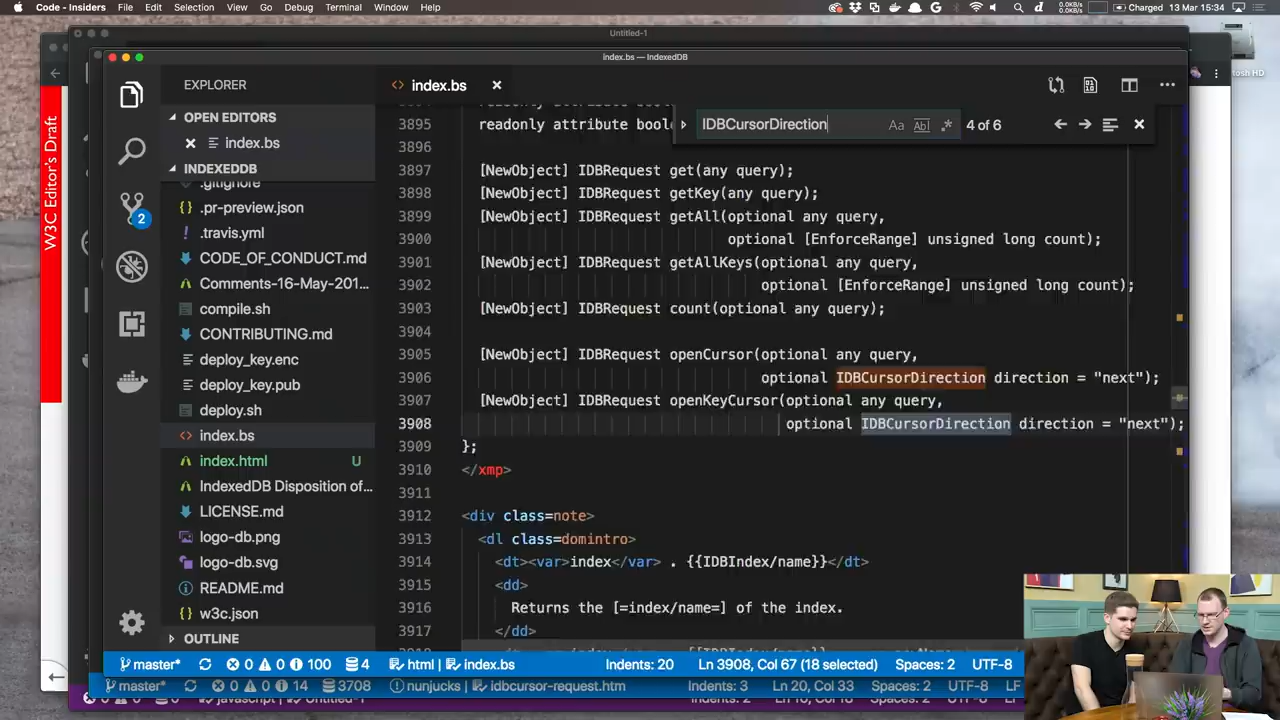 Code - Insiders File Edit Selection View Go Debug Terminal Window Help
0.0KB/s 0.0KB/s Charged 13 Mar 15:34
Untitled-1
index.bs — IndexedDB
W3C Editor's Draft
EXPLORER
OPEN EDITORS
index.bs
INDEXEDDB
.gitignore
.pr-preview.json
.travis.yml
CODE_OF_CONDUCT.md
Comments-16-May-201...
compile.sh
CONTRIBUTING.md
deploy_key.enc
deploy_key.pub
deploy.sh
index.bs
index.html U
IndexedDB Disposition of...
LICENSE.md
logo-db.png
logo-db.svg
README.md
w3c.json
OUTLINE
2
index.bs
IDBCursorDirection Aa Abl .* 4 of 6
3895 readonly attribute boole
3896
3897 [NewObject] IDBRequest get(any query);
3898 [NewObject] IDBRequest getKey(any query);
3899 [NewObject] IDBRequest getAll(optional any query,
3900 optional [EnforceRange] unsigned long count);
3901 [NewObject] IDBRequest getAllKeys(optional any query,
3902 optional [EnforceRange] unsigned long count);
3903 [NewObject] IDBRequest count(optional any query);
3904
3905 [NewObject] IDBRequest openCursor(optional any query,
3906 optional IDBCursorDirection direction = "next");
3907 [NewObject] IDBRequest openKeyCursor(optional any query,
3908 optional IDBCursorDirection direction = "next");
3909 };
3910 </xmp>
3911
3912 <div class=note>
3913 <dl class=domintro>
3914 <dt><var>index</var> . {{IDBIndex/name}}</dt>
3915 <dd>
3916 Returns the [=index/name=] of the index.
3917 </dd>
master* 0 0 100 4 html | index.bs Indents: 20 Ln 3908, Col 67 (18 selected) Spaces: 2 UTF-8
master* 0 0 14 3708 nunjucks idbcursor-request.htm Indents: 3 Ln 20, Col 33 Spaces: 2 UTF-8 LF
tosh HD